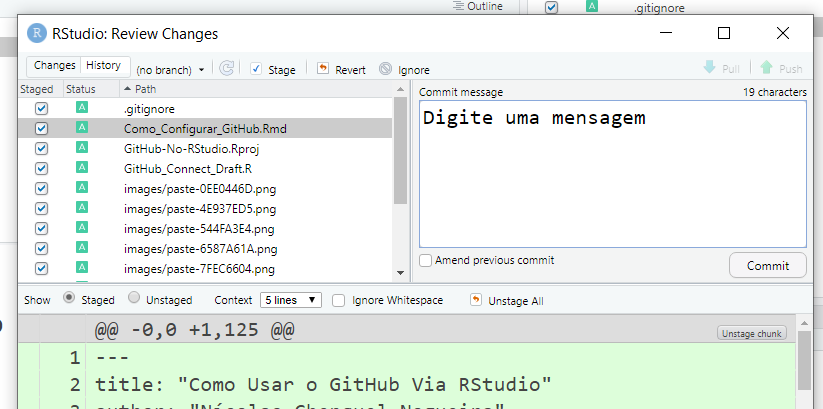 Outline
.gitignore
R RStudio: Review Changes
Changes History (no branch) Stage Revert Ignore Pull Push
Staged Status Path
Commit message 19 characters
Digite uma mensagem
A .gitignore
A Como_Configurar_GitHub.Rmd
A GitHub-No-RStudio.Rproj
A GitHub_Connect_Draft.R
A images/paste-0EE0446D.png
A images/paste-4E937ED5.png
A images/paste-544FA3E4.png
A images/paste-6587A61A.png
A images/paste-7FEC6604.png
Amend previous commit
Commit
Show Staged Unstaged Context 5 lines Ignore Whitespace Unstage All
@@ -0,0 +1,125 @@ Unstage chunk
1 ---
2 title: "Como Usar o GitHub Via RStudio"